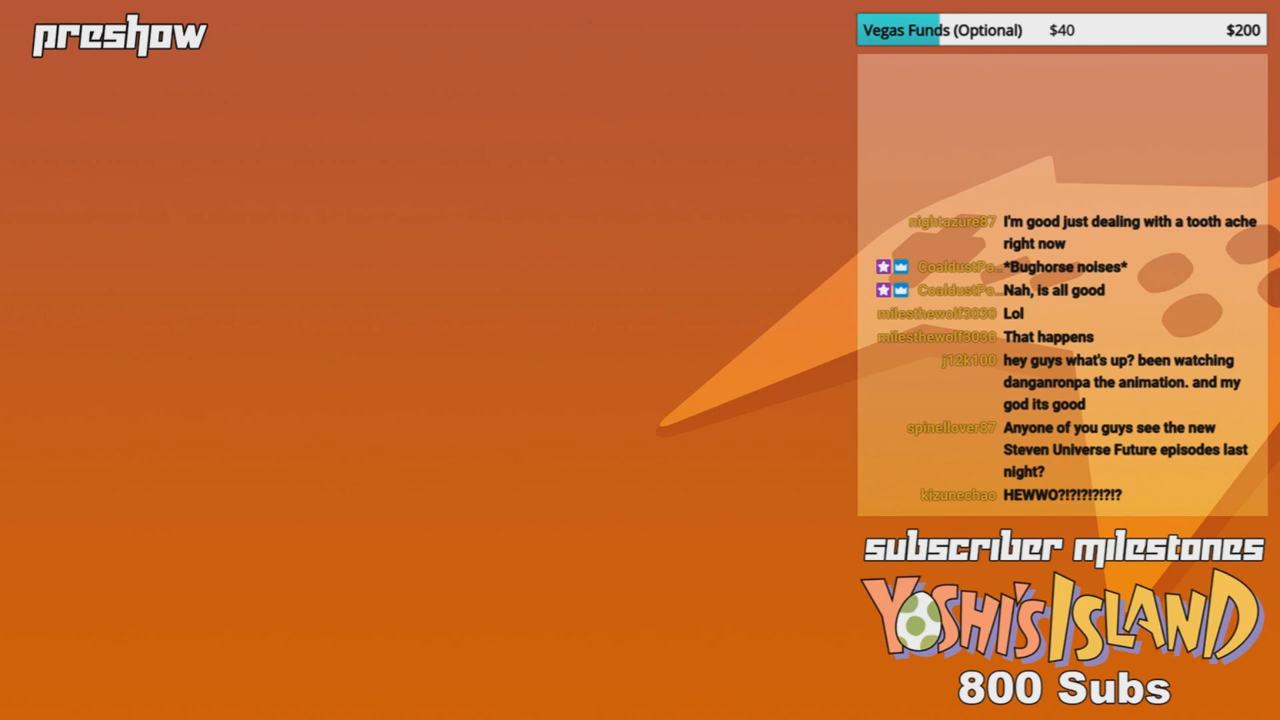 preshow
Vegas Funds (Optional) $40 $200
nightazure87 I'm good just dealing with a tooth ache
right now
CoaldustPo... *Bughorse noises*
CoaldustPo... Nah, is all good
milesthewolf3030 Lol
milesthewolf3030 That happens
j12k100 hey guys what's up? been watching
danganronpa the animation. and my
god its good
spinellover87 Anyone of you guys see the new
Steven Universe Future episodes last
night?
kizunechao HEWWO?!?!?!?!?!?
subscriber milestones
YOSHI'S ISLAND
800 Subs